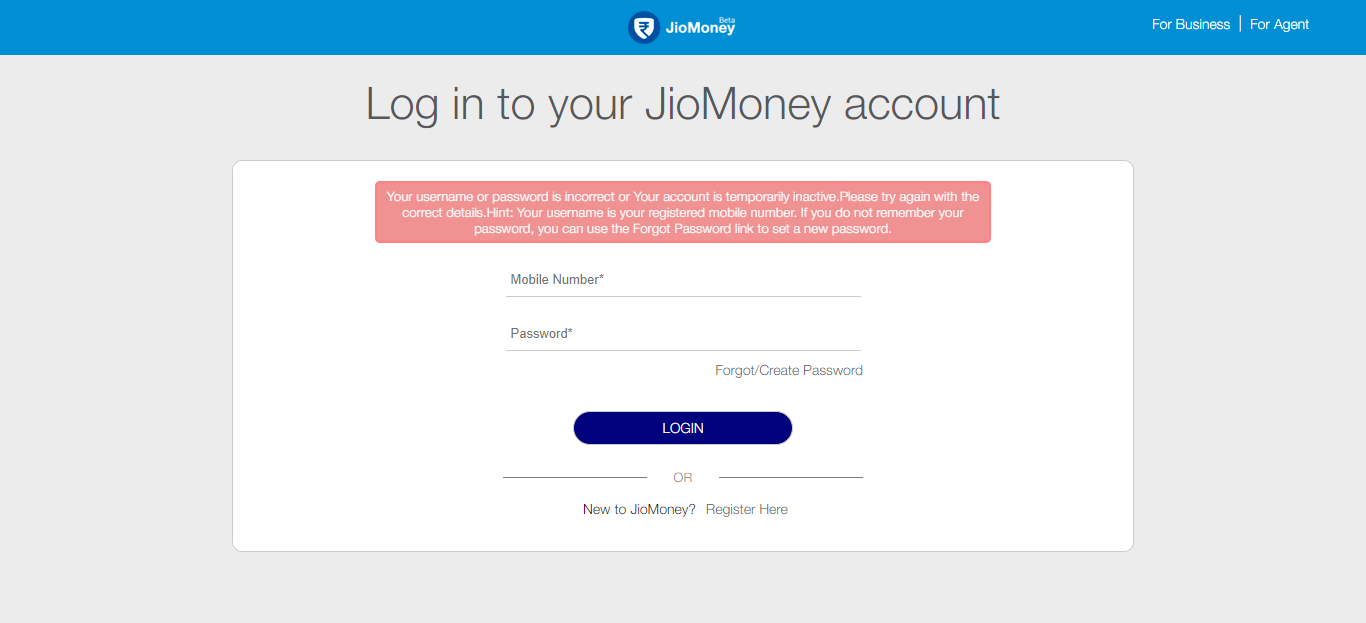 Beta
JioMoney
For Business | For Agent
Log in to your JioMoney account
Your username or password is incorrect or Your account is temporarily inactive.Please try again with the
correct details.Hint: Your username is your registered mobile number. If you do not remember your
password, you can use the Forgot Password link to set a new password.
Mobile Number*
Password*
Forgot/Create Password
LOGIN
OR
New to JioMoney? Register Here